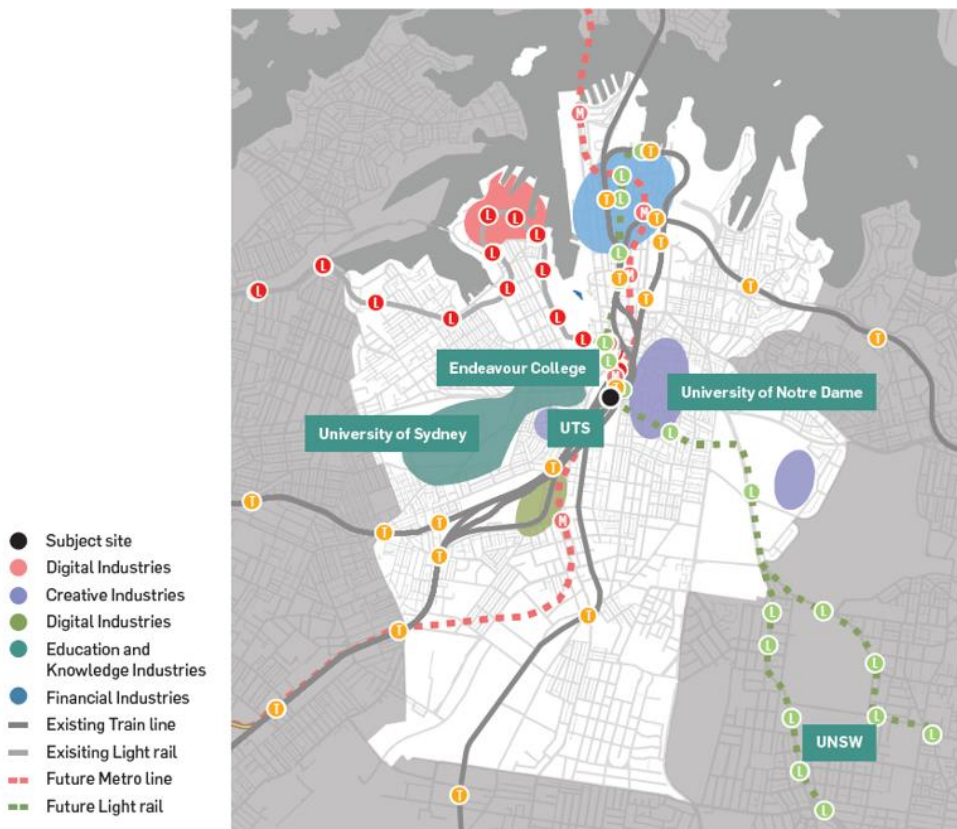 M
L T
L
T L M T
L L L T
L L T M
L L T T
L L L L T
L L
M
Endeavour College T L
University of Notre Dame
University of Sydney UTS L
T
T T L
T T M
T
T T L L
T L L
T L L L
UNSW
L
T L
Subject site
Digital Industries
Creative Industries
Digital Industries
Education and
Knowledge Industries
Financial Industries
Existing Train line
Exisiting Light rail
Future Metro line
Future Light rail